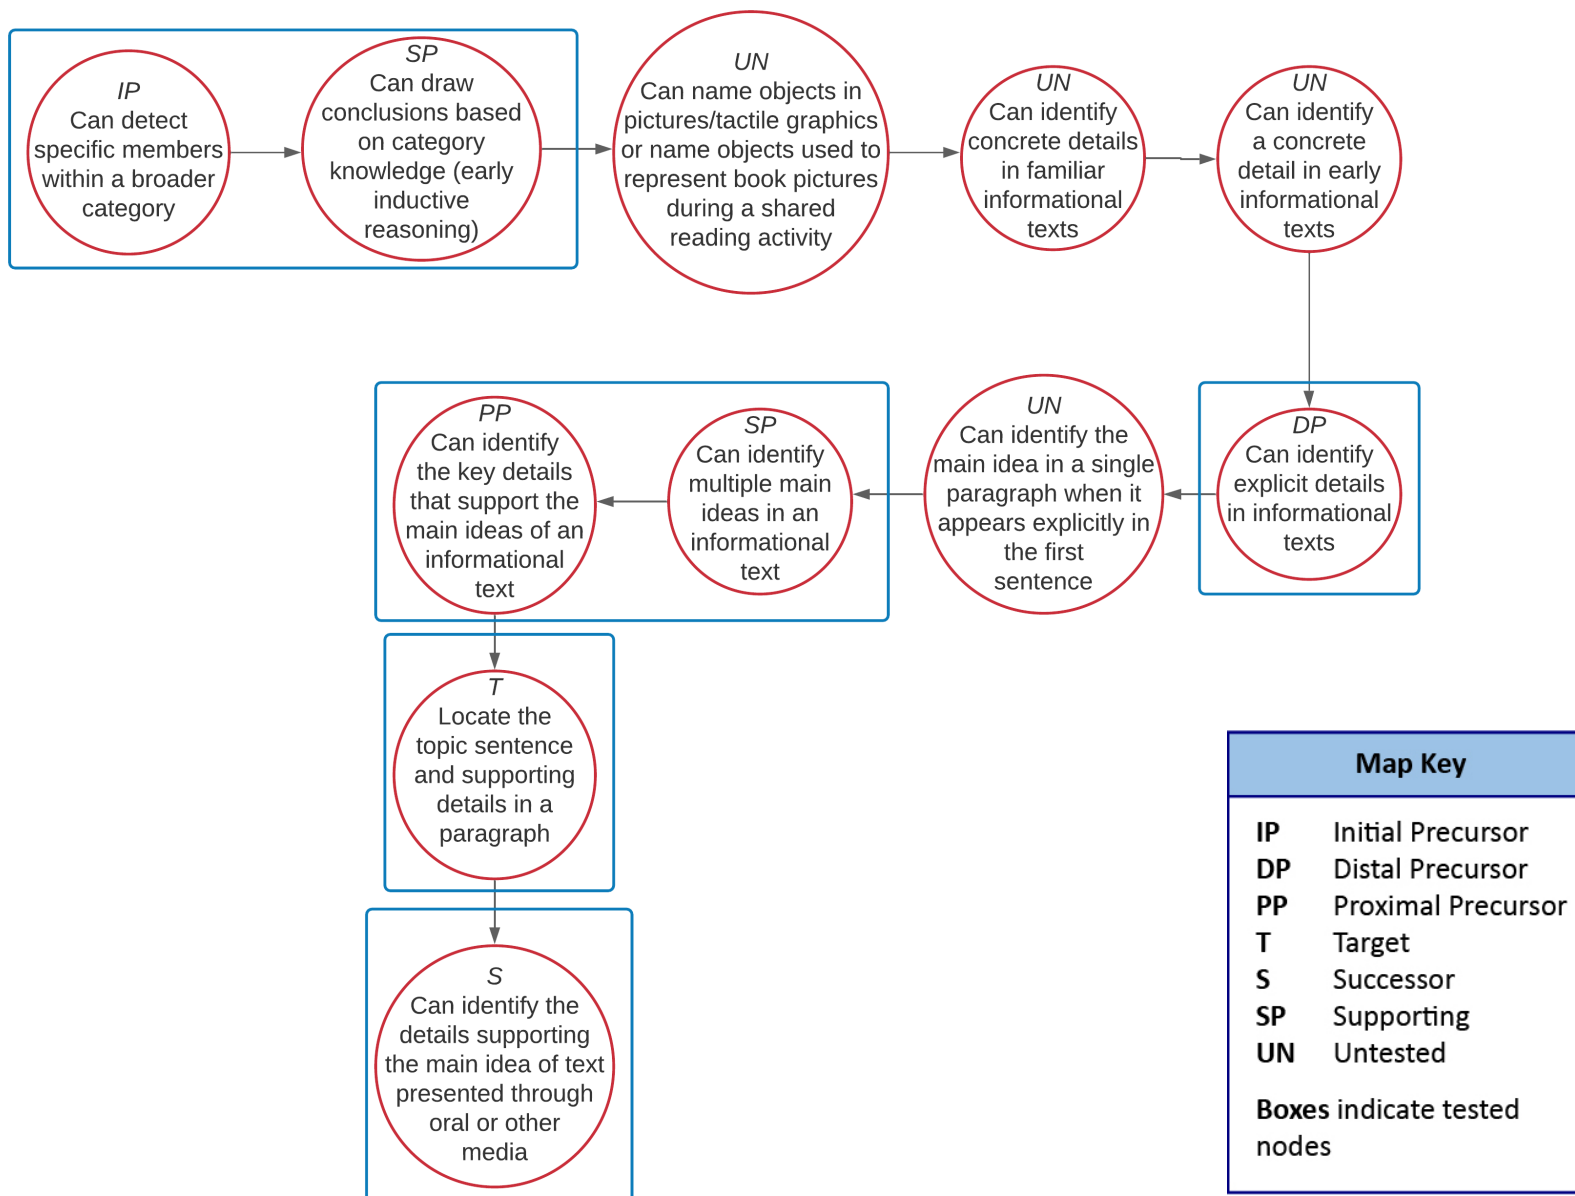 IP
Can detect
specific members
within a broader
category
SP
Can draw
conclusions based
on category
knowledge (early
inductive
reasoning)
UN
Can name objects in
pictures/tactile graphics
or name objects used to
represent book pictures
during a shared
reading activity
UN
Can identify
concrete details
in familiar
informational
texts
UN
Can identify
a concrete
detail in early
informational
texts
DP
Can identify
explicit details
in informational
texts
UN
Can identify the
main idea in a single
paragraph when it
appears explicitly in
the first
sentence
SP
Can identify
multiple main
ideas in an
informational
text
PP
Can identify
the key details
that support the
main ideas of an
informational
text
T
Locate the
topic sentence
and supporting
details in a
paragraph
S
Can identify the
details supporting
the main idea of text
presented through
oral or other
media
Map Key
IP Initial Precursor
DP Distal Precursor
PP Proximal Precursor
T Target
S Successor
SP Supporting
UN Untested
Boxes indicate tested
nodes